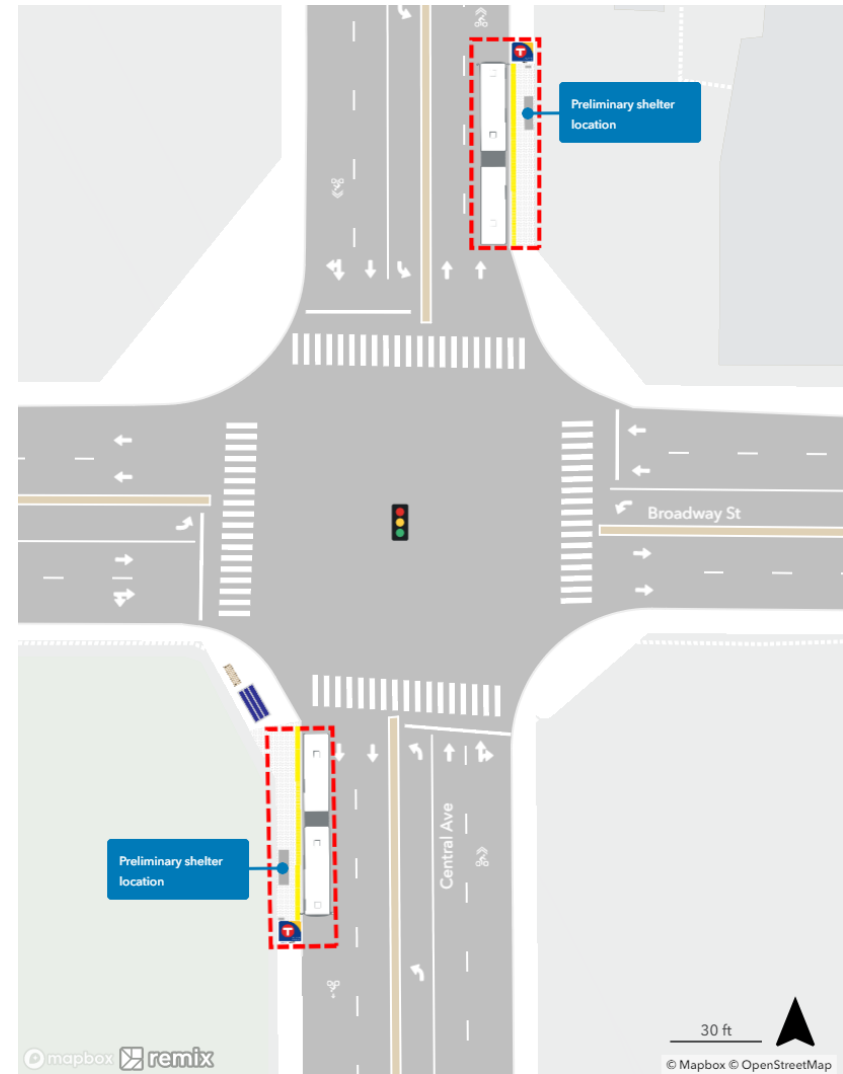 T
Preliminary shelter
location
Broadway St
Central Ave
Preliminary shelter
location
T
30 ft
mapbox remix
© Mapbox © OpenStreetMap